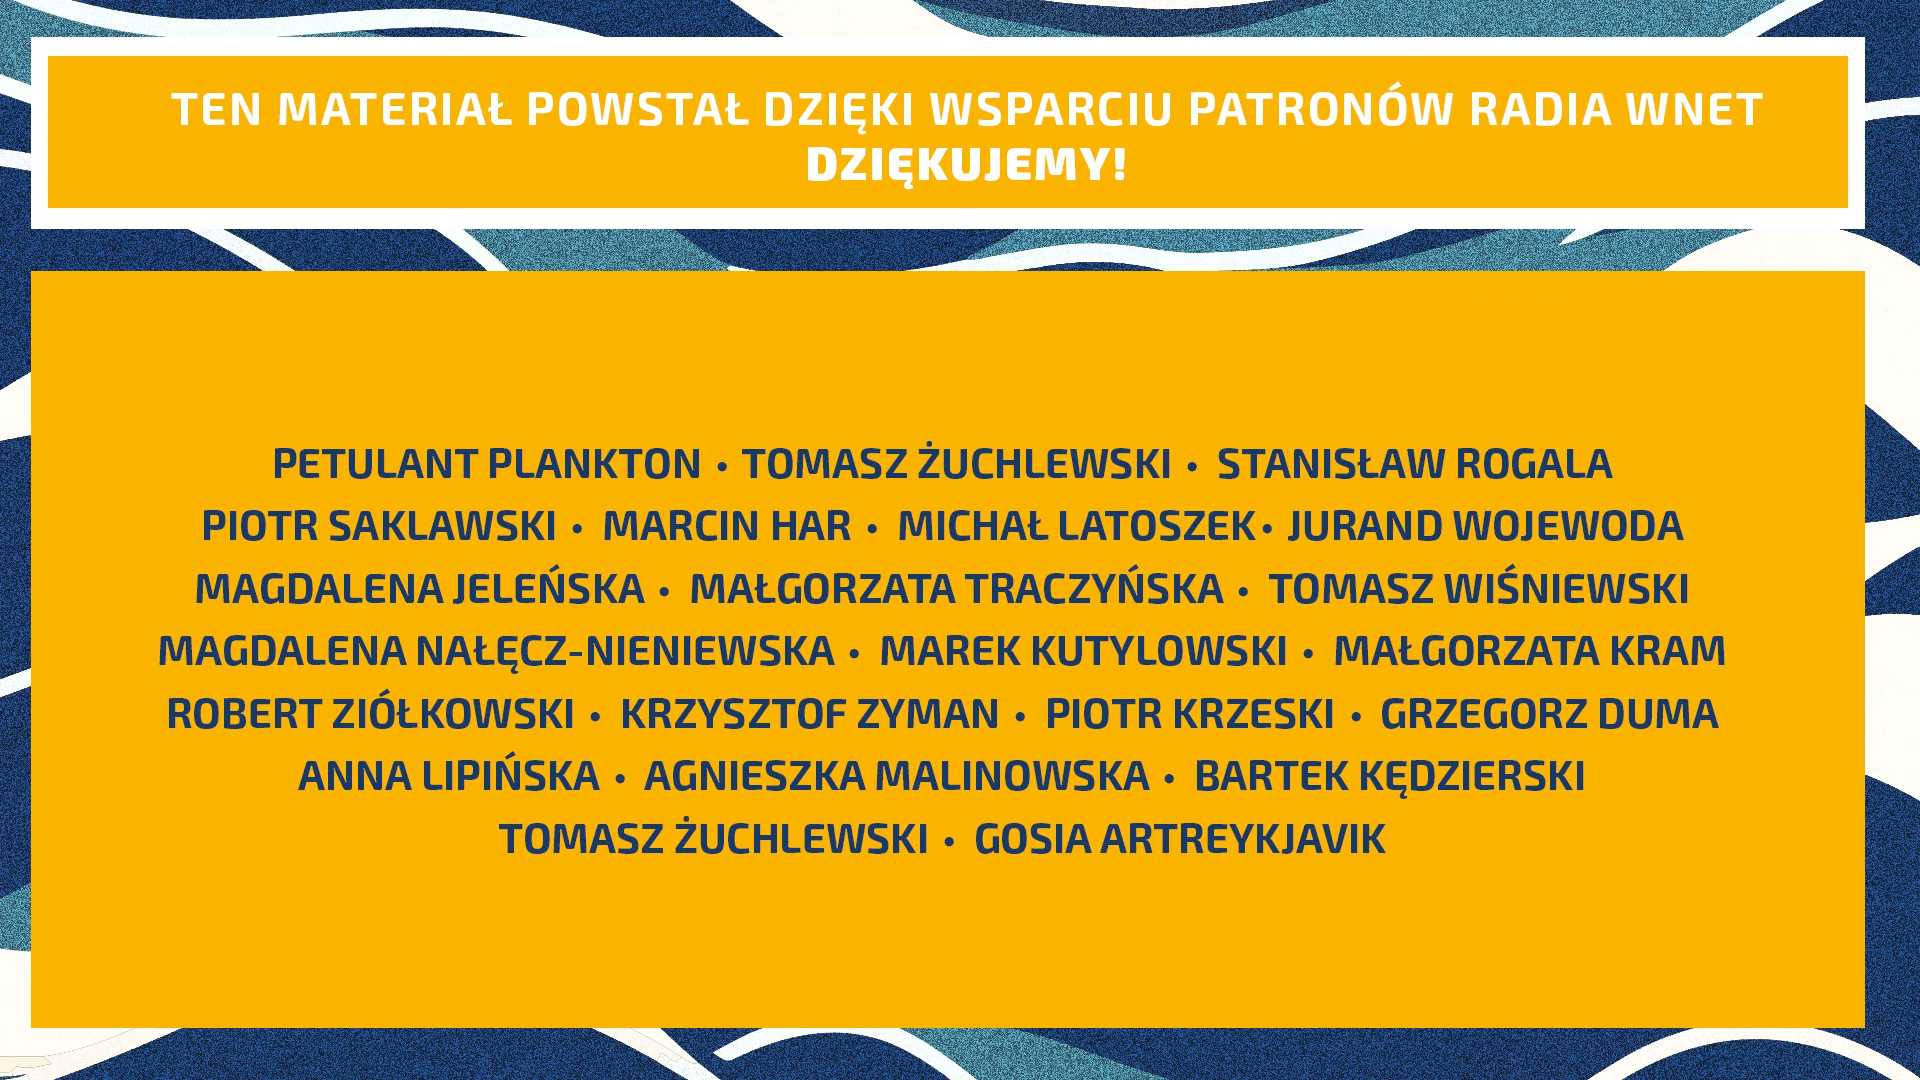 TEN MATERIAŁ POWSTAŁ DZIĘKI WSPARCIU PATRONÓW RADIA WNET
DZIĘKUJEMY!
PETULANT PLANKTON • TOMASZ ŻUCHLEWSKI • STANISŁAW ROGALA
PIOTR SAKLAWSKI • MARCIN HAR • MICHAŁ LATOSZEK • JURAND WOJEWODA
MAGDALENA JELEŃSKA • MAŁGORZATA TRACZYŃSKA • TOMASZ WIŚNIEWSKI
MAGDALENA NAŁĘCZ-NIENIEWSKA • MAREK KUTYLOWSKI • MAŁGORZATA KRAM
ROBERT ZIÓŁKOWSKI • KRZYSZTOF ZYMAN • PIOTR KRZESKI • GRZEGORZ DUMA
ANNA LIPIŃSKA • AGNIESZKA MALINOWSKA • BARTEK KĘDZIERSKI
TOMASZ ŻUCHLEWSKI • GOSIA ARTREYKJAVIK